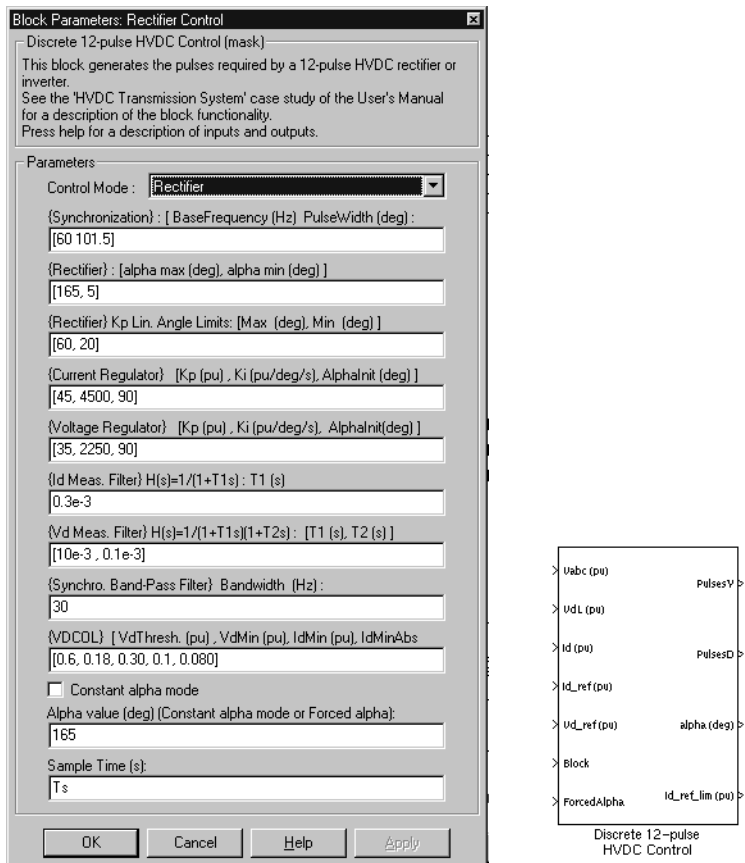 Block Parameters: Rectifier Control
Discrete 12-pulse HVDC Control (mask)
This block generates the pulses required by a 12-pulse HVDC rectifier or
inverter.
See the 'HVDC Transmission System' case study of the User's Manual
for a description of the block functionality.
Press help for a description of inputs and outputs.
Parameters
Control Mode : Rectifier
{Synchronization} : [ BaseFrequency (Hz) PulseWidth (deg) :
[60 101.5]
{Rectifier} : [alpha max (deg), alpha min (deg) ]
[165, 5]
{Rectifier} Kp Lin. Angle Limits: [Max (deg), Min (deg) ]
[60, 20]
{Current Regulator} [Kp (pu) , Ki (pu/deg/s), AlphaInit (deg) ]
[45, 4500, 90]
{Voltage Regulator} [Kp (pu) , Ki (pu/deg/s), AlphaInit(deg) ]
[35, 2250, 90]
{Id Meas. Filter} H(s)=1/(1+T1s) : T1 (s)
0.3e-3
{Vd Meas. Filter} H(s)=1/(1+T1s)(1+T2s) : [T1 (s), T2 (s) ]
[10e-3 , 0.1e-3]
{Synchro. Band-Pass Filter} Bandwidth (Hz) :
30
{VDCOL} [ VdThresh. (pu) , VdMin (pu), IdMin (pu), IdMinAbs
[0.6, 0.18, 0.30, 0.1, 0.080]
Constant alpha mode
Alpha value (deg) (Constant alpha mode or Forced alpha):
165
Sample Time (s):
Ts
OK Cancel Help Apply
Vabc (pu)
PulsesY
VdL (pu)
Id (pu)
PulsesD
Id_ref(pu)
Vd_ref(pu)
alpha (deg)
Block
Id_ref_lim (pu)
ForcedAlpha
Discrete 12-pulse
HVDC Control